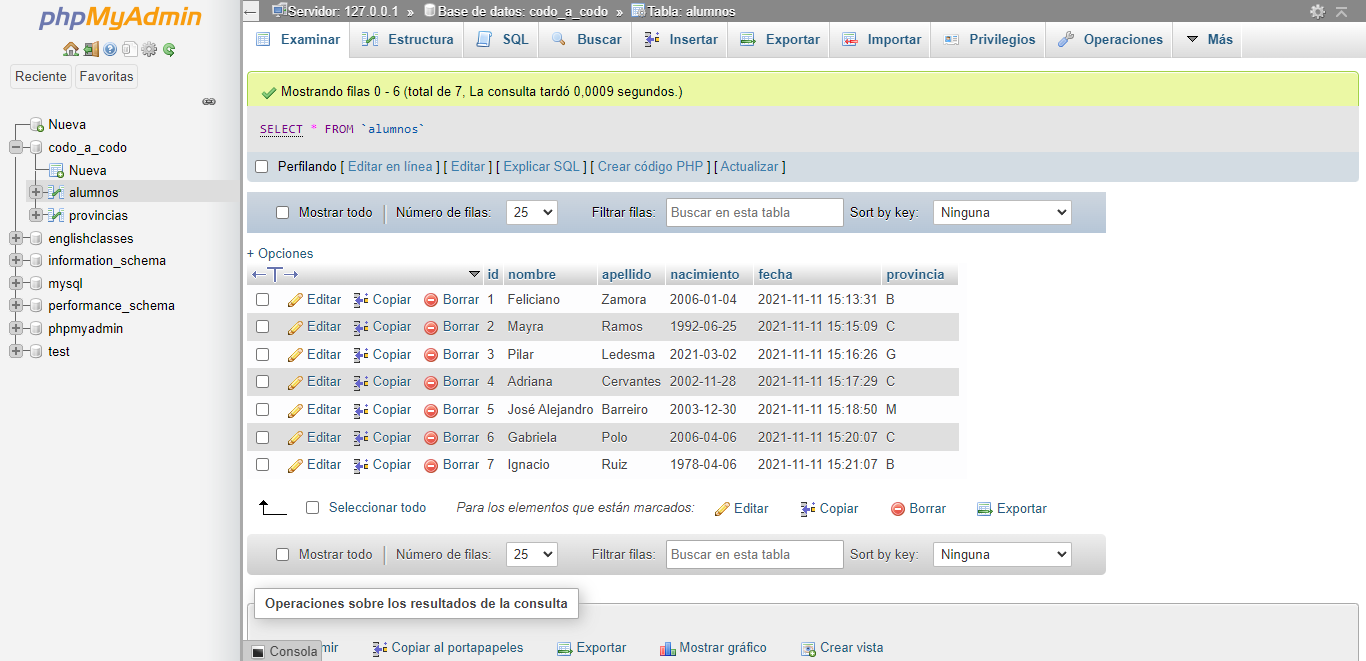 phpMyAdmin
Reciente Favoritas
Nueva
codo_a_codo
Nueva
alumnos
provincias
englishclasses
information_schema
mysql
performance_schema
phpmyadmin
test
Servidor: 127.0.0.1 » Base de datos: codo_a_codo » Tabla: alumnos
Examinar Estructura SQL Buscar Insertar Exportar Importar Privilegios Operaciones Más
Mostrando filas 0 - 6 (total de 7, La consulta tardó 0,0009 segundos.)
SELECT * FROM `alumnos`
Perfilando [ Editar en línea ] [ Editar ] [ Explicar SQL ] [ Crear código PHP ] [ Actualizar ]
Mostrar todo | Número de filas: 25 Filtrar filas: Buscar en esta tabla Sort by key: Ninguna
+ Opciones
←T→ id nombre apellido nacimiento fecha provincia
Editar Copiar Borrar 1 Feliciano Zamora 2006-01-04 2021-11-11 15:13:31 B
Editar Copiar Borrar 2 Mayra Ramos 1992-06-25 2021-11-11 15:15:09 C
Editar Copiar Borrar 3 Pilar Ledesma 2021-03-02 2021-11-11 15:16:26 G
Editar Copiar Borrar 4 Adriana Cervantes 2002-11-28 2021-11-11 15:17:29 C
Editar Copiar Borrar 5 José Alejandro Barreiro 2003-12-30 2021-11-11 15:18:50 M
Editar Copiar Borrar 6 Gabriela Polo 2006-04-06 2021-11-11 15:20:07 C
Editar Copiar Borrar 7 Ignacio Ruiz 1978-04-06 2021-11-11 15:21:07 B
Seleccionar todo Para los elementos que están marcados: Editar Copiar Borrar Exportar
Mostrar todo | Número de filas: 25 Filtrar filas: Buscar en esta tabla Sort by key: Ninguna
Operaciones sobre los resultados de la consulta
Consola mir Copiar al portapapeles Exportar Mostrar gráfico Crear vista